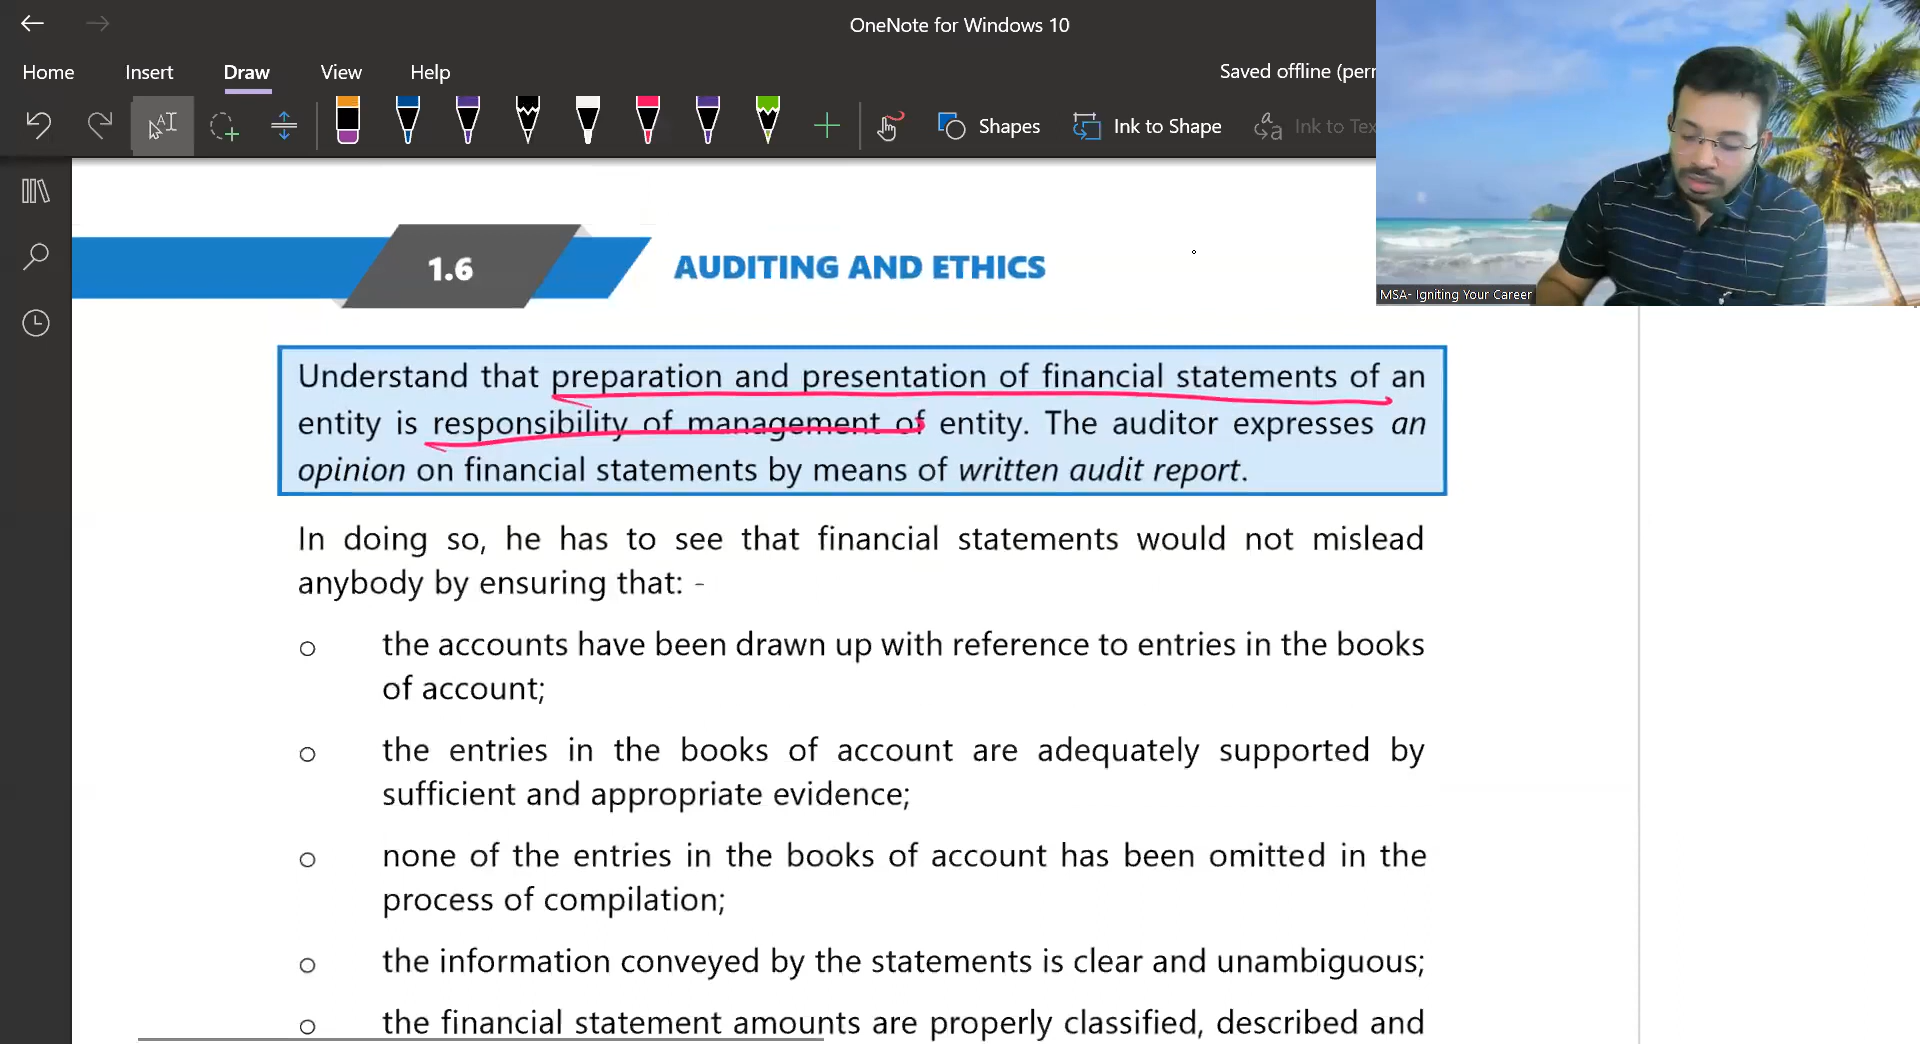 OneNote for Windows 10
Home Insert Draw View Help Saved offline (per
Shapes Ink to Shape Ink to Tex
MSA- Igniting Your Career
1.6 AUDITING AND ETHICS
Understand that preparation and presentation of financial statements of an
entity is responsibility of management of entity. The auditor expresses an
opinion on financial statements by means of written audit report.
In doing so, he has to see that financial statements would not mislead
anybody by ensuring that: -
o the accounts have been drawn up with reference to entries in the books
of account;
o the entries in the books of account are adequately supported by
sufficient and appropriate evidence;
o none of the entries in the books of account has been omitted in the
process of compilation;
o the information conveyed by the statements is clear and unambiguous;
o the financial statement amounts are properly classified, described and